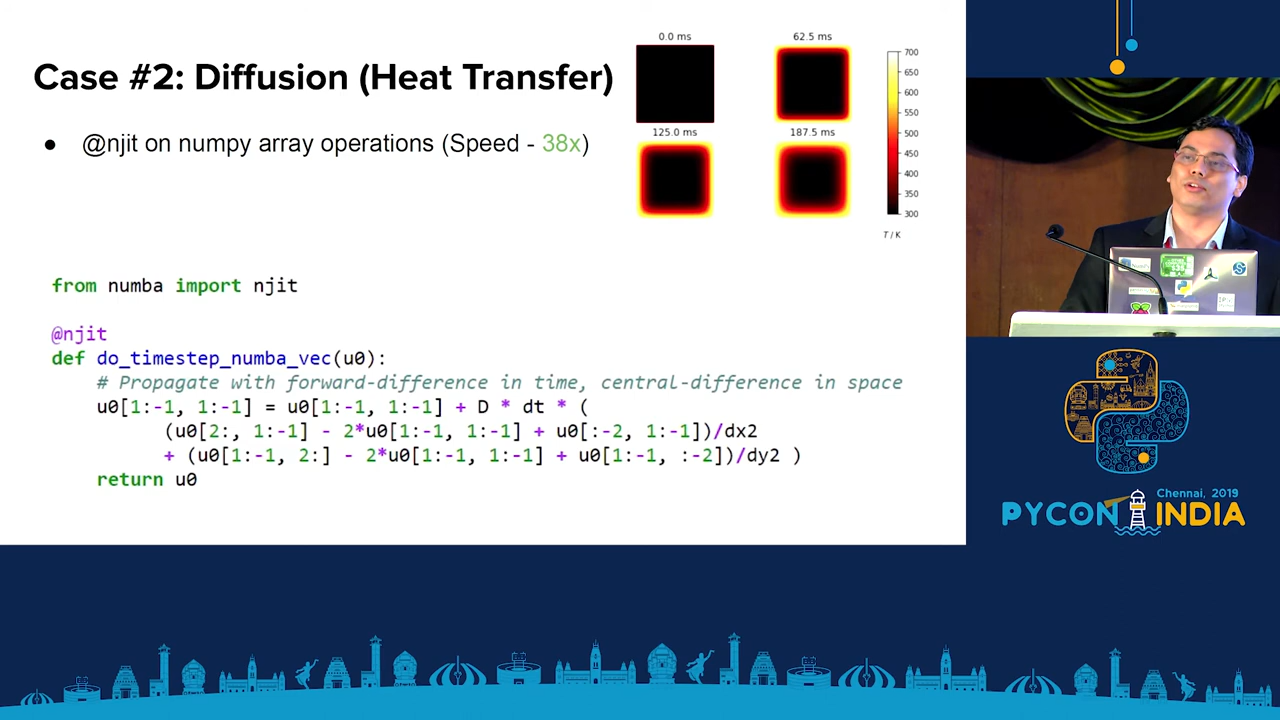 Case #2: Diffusion (Heat Transfer)
● @njit on numpy array operations (Speed - 38x)
0.0 ms
62.5 ms
125.0 ms
187.5 ms
700
650
600
550
500
450
400
350
300
T / K
from numba import njit
@njit
def do_timestep_numba_vec(u0):
# Propagate with forward-difference in time, central-difference in space
u0[1:-1, 1:-1] = u0[1:-1, 1:-1] + D * dt * (
(u0[2:, 1:-1] - 2*u0[1:-1, 1:-1] + u0[:-2, 1:-1])/dx2
+ (u0[1:-1, 2:] - 2*u0[1:-1, 1:-1] + u0[1:-1, :-2])/dy2 )
return u0
Chennai, 2019
PYCON INDIA